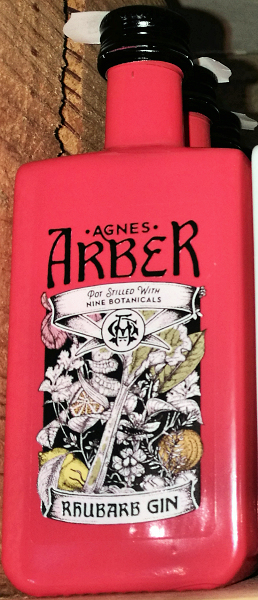 ·AGNES·
ARBER
POT STILLED WITH
NINE BOTANICALS
RHUBARB GIN